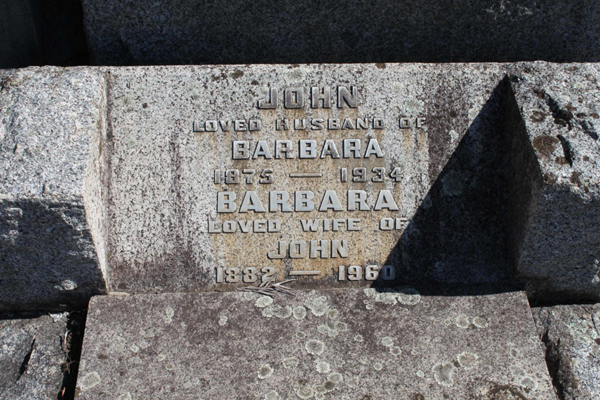 JOHN
LOVED HUSBAND OF
BARBARA
1875 — 1934
BARBARA
LOVED WIFE OF
JOHN
1882 — 1960